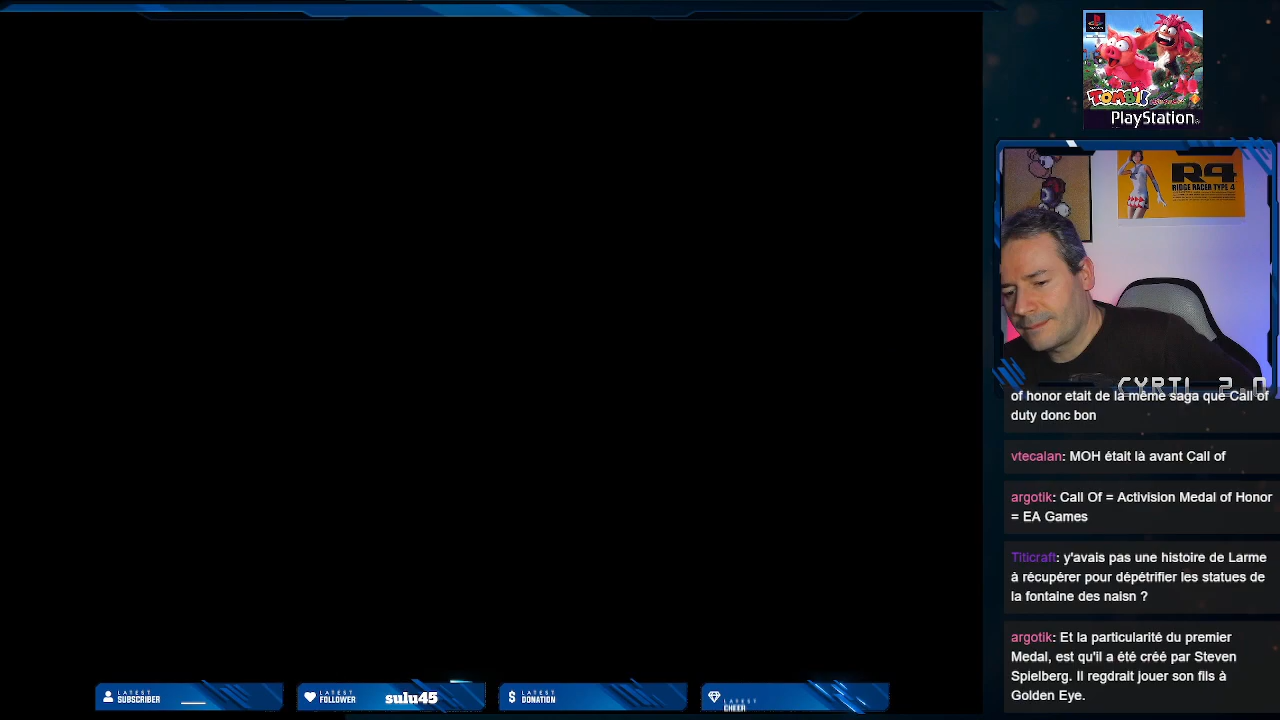 TOMBI!
PlayStation
R4
RIDGE RACER TYPE 4
CYRIL 2.0
of honor etait de la même saga que Call of
duty donc bon
vtecalan: MOH était là avant Call of
argotik: Call Of = Activision Medal of Honor
= EA Games
Titicraft: y'avais pas une histoire de Larme
à récupérer pour dépétrifier les statues de
la fontaine des naisn ?
argotik: Et la particularité du premier
Medal, est qu'il a été créé par Steven
Spielberg. Il regdrait jouer son fils à
Golden Eye.
LATEST
SUBSCRIBER
LATEST
FOLLOWER
sulu45
LATEST
DONATION
LATEST
CHEER